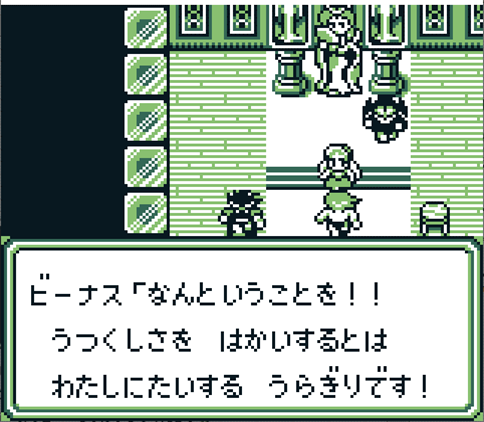 ビーナス「なんということを！！
うつくしさを　はかいするとは
わたしにたいする　うらぎりです！